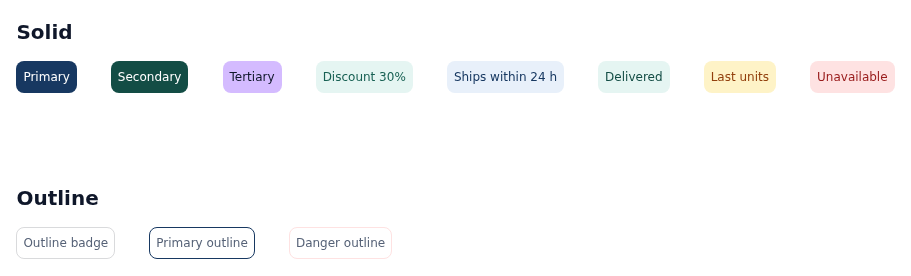 Solid
Primary Secondary Tertiary Discount 30% Ships within 24 h Delivered Last units Unavailable
Outline
Outline badge Primary outline Danger outline